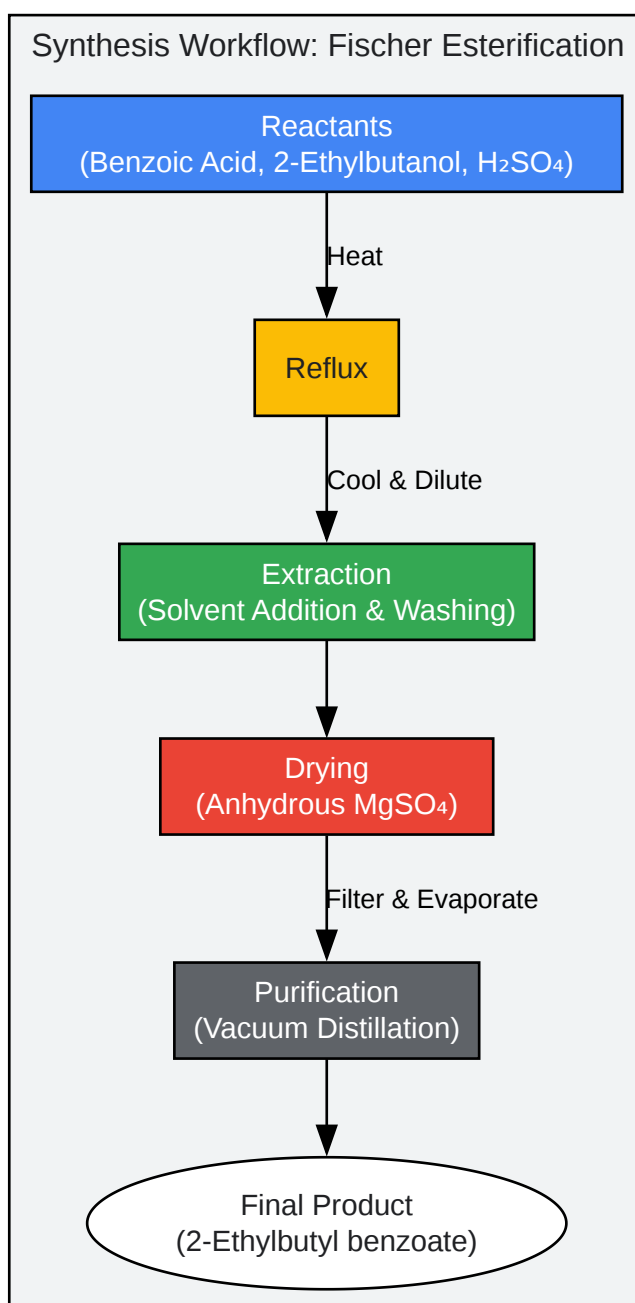 Synthesis Workflow: Fischer Esterification
Reactants
(Benzoic Acid, 2-Ethylbutanol, H₂SO₄)
Heat
Reflux
Cool & Dilute
Extraction
(Solvent Addition & Washing)
Drying
(Anhydrous MgSO₄)
Filter & Evaporate
Purification
(Vacuum Distillation)
Final Product
(2-Ethylbutyl benzoate)